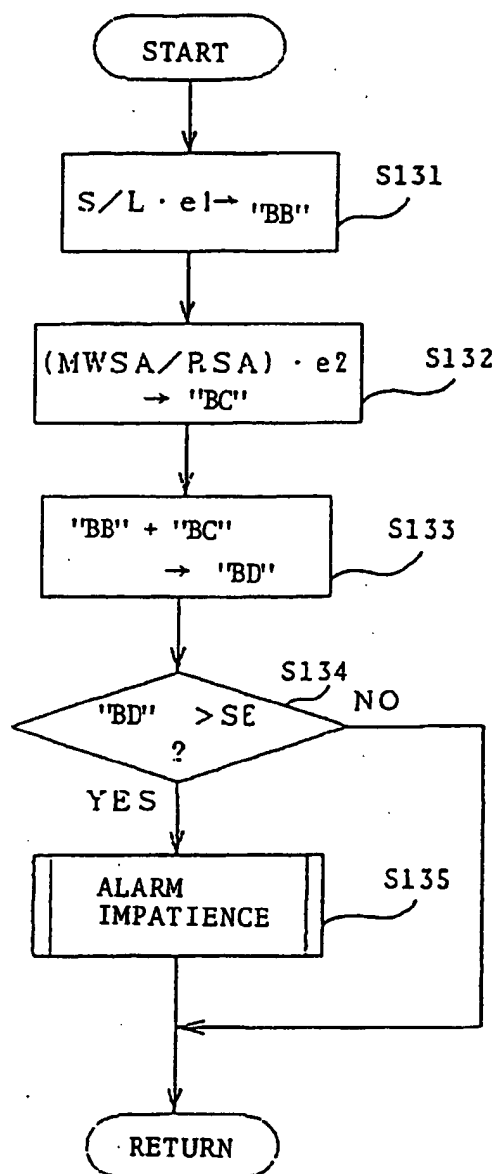 START
S131
S/L · e1→ "BB"
S132
(MWSA/RSA) · e2
→ "BC"
S133
"BB" + "BC"
→ "BD"
S134
"BD" >SE
?
NO
YES
S135
ALARM
IMPATIENCE
RETURN